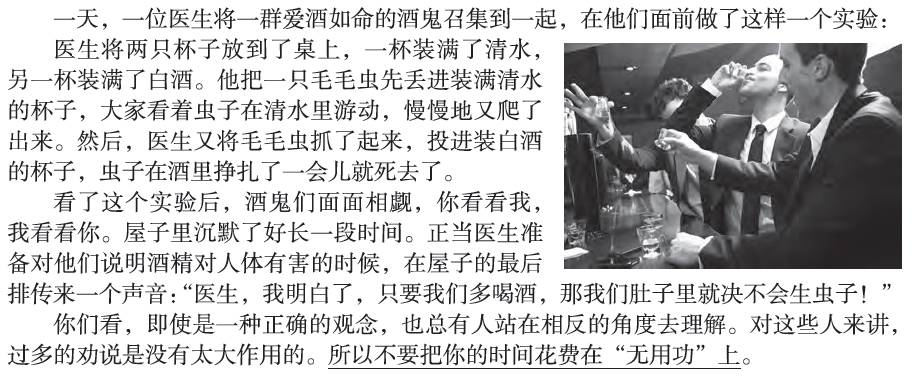 一天，一位医生将一群爱酒如命的酒鬼召集到一起，在他们面前做了这样一个实验：
医生将两只杯子放到了桌上，一杯装满了清水，
另一杯装满了白酒。他把一只毛毛虫先丢进装满清水
的杯子，大家看着虫子在清水里游动，慢慢地又爬了
出来。然后，医生又将毛毛虫抓了起来，投进装白酒
的杯子，虫子在酒里挣扎了一会儿就死去了。
看了这个实验后，酒鬼们面面相觑，你看看我，
我看看你。屋子里沉默了好长一段时间。正当医生准
备对他们说明酒精对人体有害的时候，在屋子的最后
排传来一个声音：“医生，我明白了，只要我们多喝酒，那我们肚子里就决不会生虫子！”
你们看，即使是一种正确的观念，也总有人站在相反的角度去理解。对这些人来讲，
过多的劝说是没有太大作用的。所以不要把你的时间花费在“无用功”上。